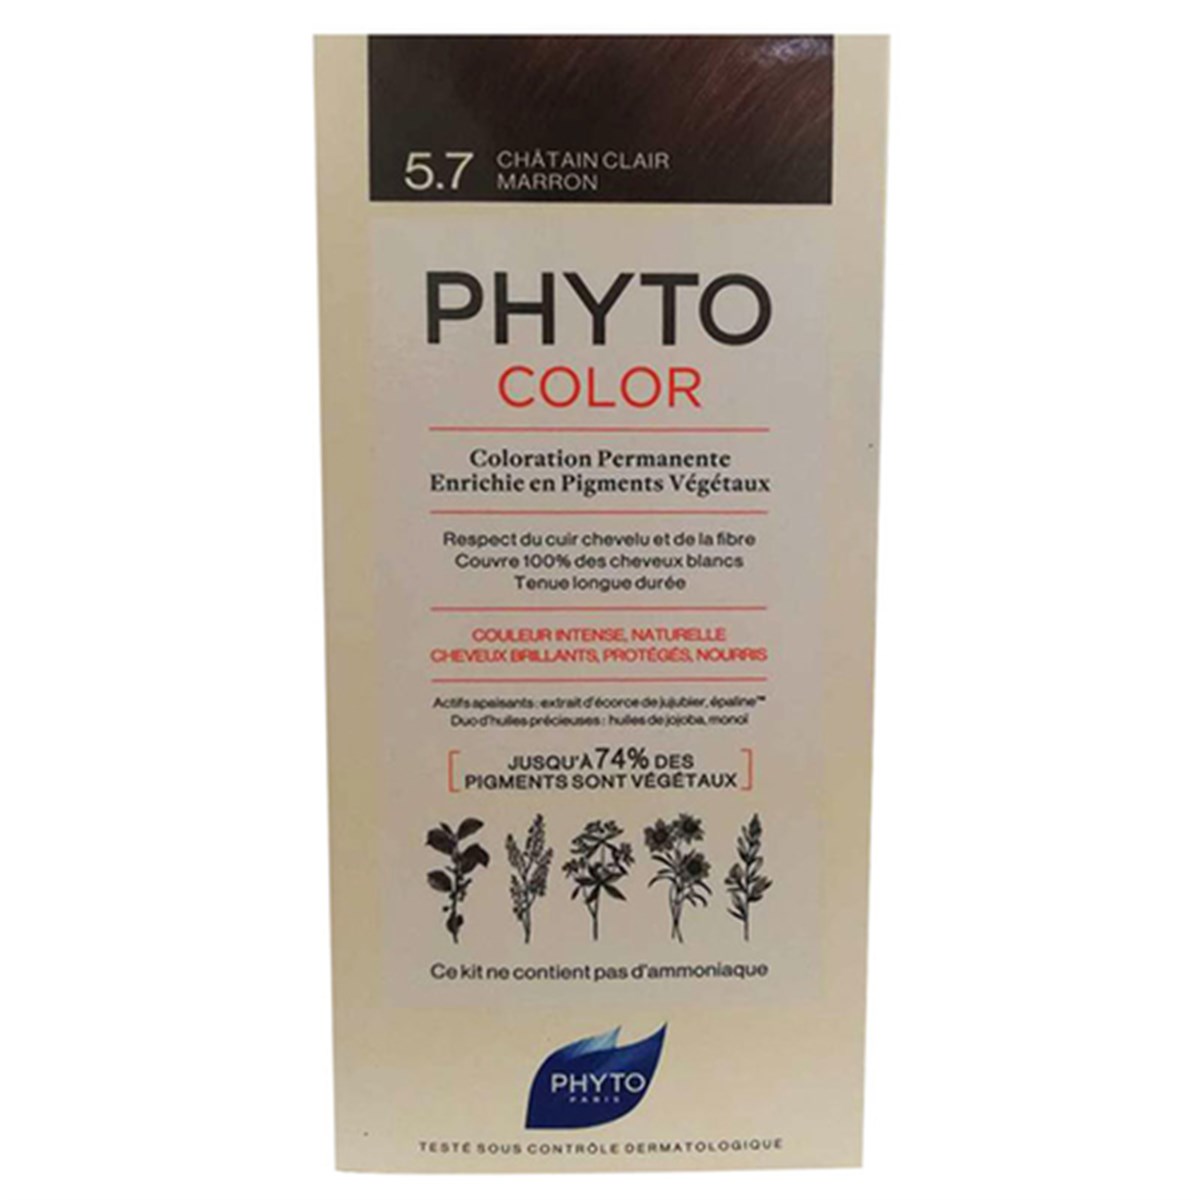 5.7 CHÂTAIN CLAIR
MARRON
PHYTO
COLOR
Coloration Permanente
Enrichie en Pigments Végétaux
Respect du cuir chevelu et de la fibre
Couvre 100% des cheveux blancs
Tenue longue durée
COULEUR INTENSE, NATURELLE
CHEVEUX BRILLANTS, PROTÉGÉS, NOURRIS
Actifs apaisants : extrait d'écorce de jujubier, épaline™
Duo d'huiles précieuses : huiles de jojoba, monoï
[JUSQU'À 74% DES
PIGMENTS SONT VÉGÉTAUX]
Ce kit ne contient pas d'ammoniaque
PHYTO
PARIS
TESTÉ SOUS CONTRÔLE DERMATOLOGIQUE